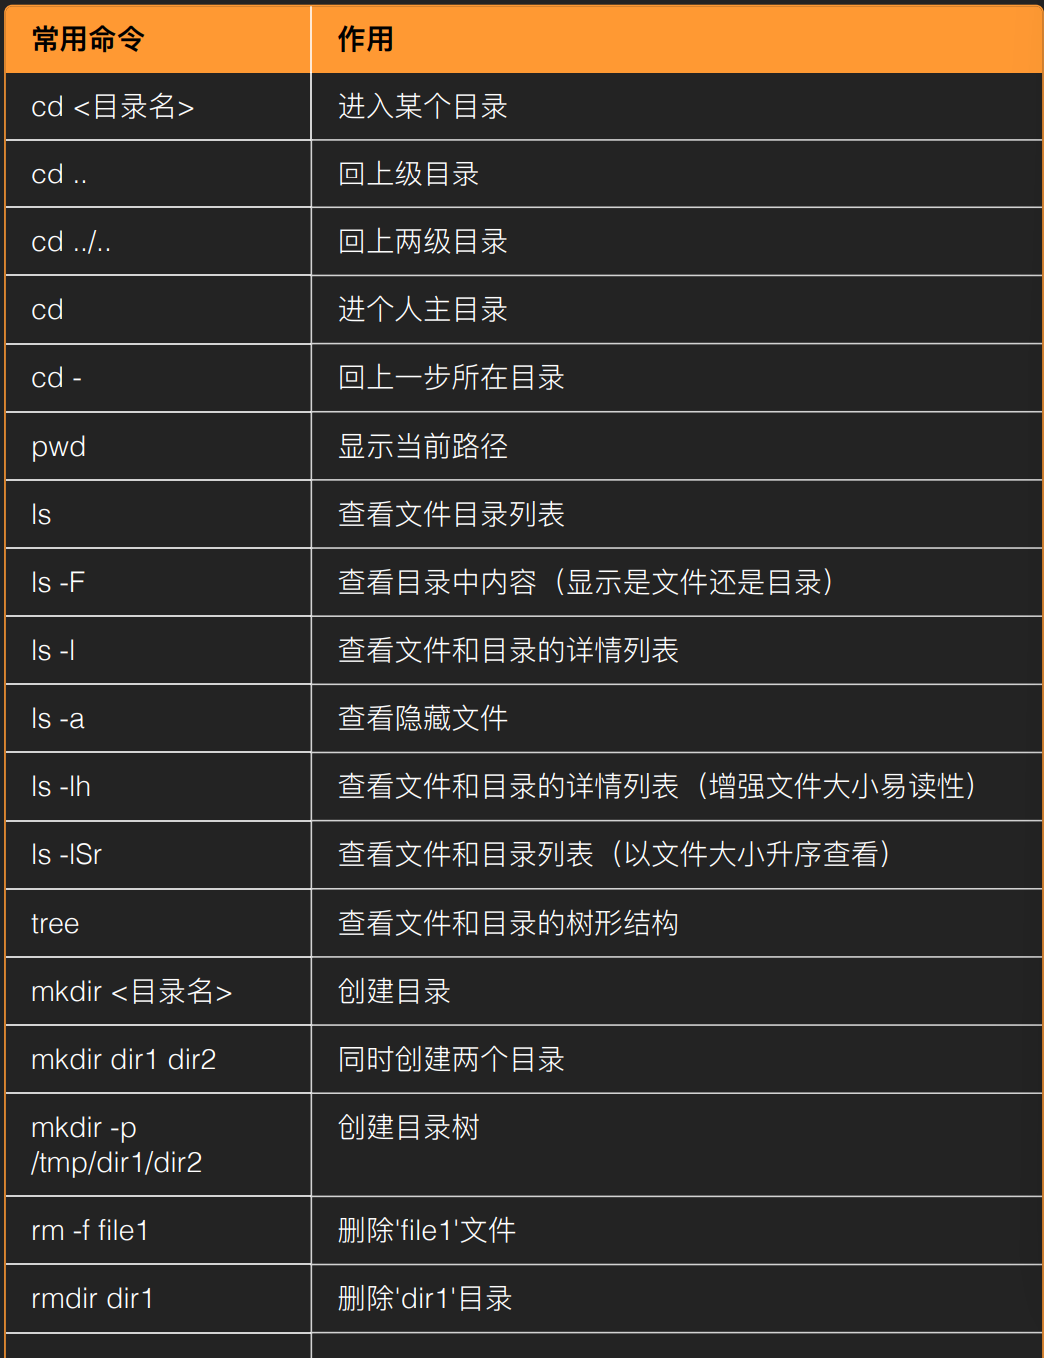 常用命令 作用
cd <目录名> 进入某个目录
cd .. 回上级目录
cd ../.. 回上两级目录
cd 进个人主目录
cd - 回上一步所在目录
pwd 显示当前路径
ls 查看文件目录列表
ls -F 查看目录中内容（显示是文件还是目录）
ls -l 查看文件和目录的详情列表
ls -a 查看隐藏文件
ls -lh 查看文件和目录的详情列表（增强文件大小易读性）
ls -lSr 查看文件和目录列表（以文件大小升序查看）
tree 查看文件和目录的树形结构
mkdir <目录名> 创建目录
mkdir dir1 dir2 同时创建两个目录
mkdir -p 创建目录树
/tmp/dir1/dir2
rm -f file1 删除'file1'文件
rmdir dir1 删除'dir1'目录